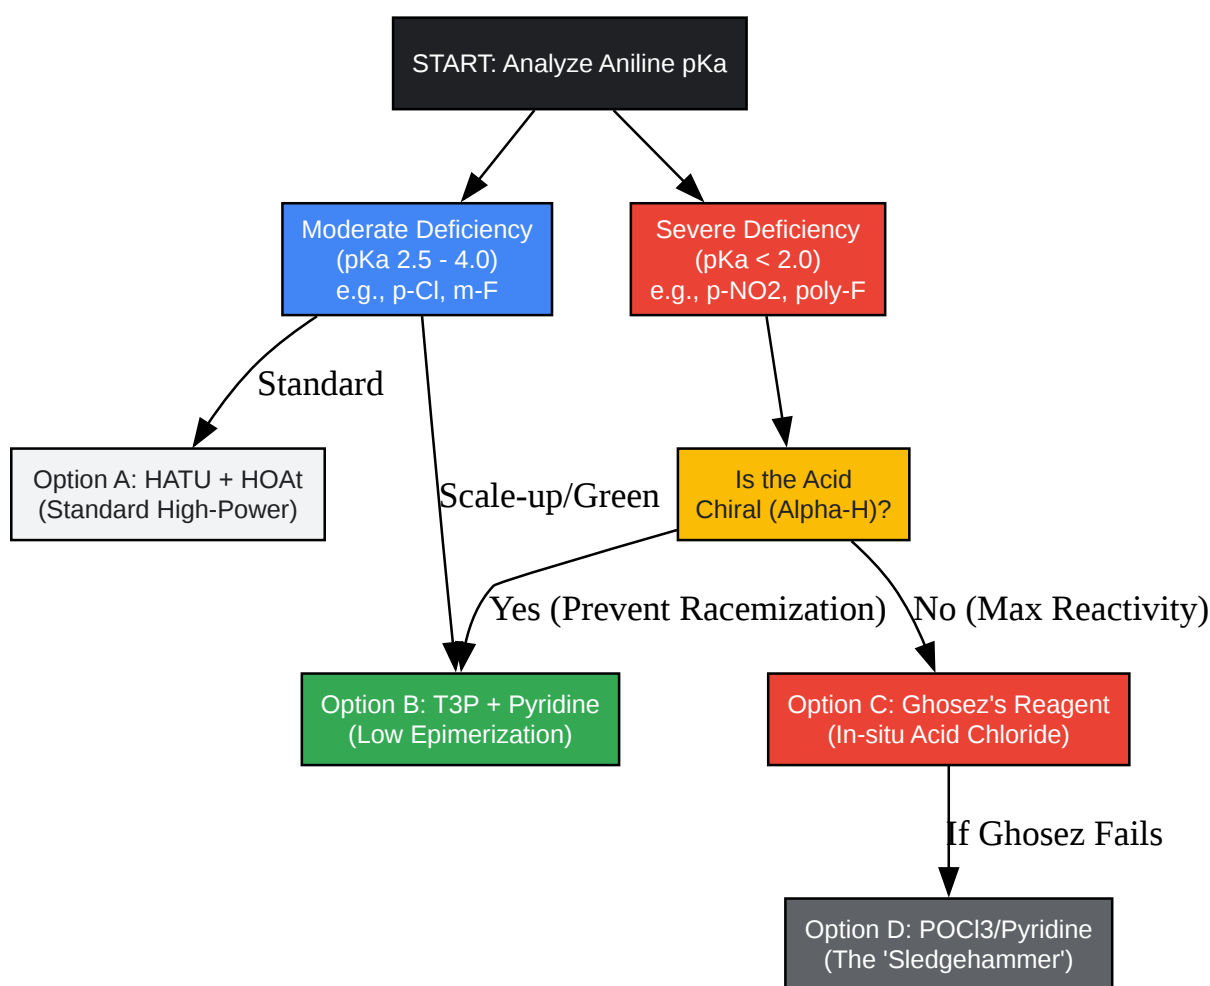 START: Analyze Aniline pKa
Moderate Deficiency
(pKa 2.5 - 4.0)
e.g., p-Cl, m-F
Severe Deficiency
(pKa < 2.0)
e.g., p-NO2, poly-F
Standard
Option A: HATU + HOAt
(Standard High-Power)
Scale-up/Green
Is the Acid
Chiral (Alpha-H)?
Yes (Prevent Racemization)
No (Max Reactivity)
Option B: T3P + Pyridine
(Low Epimerization)
Option C: Ghosez's Reagent
(In-situ Acid Chloride)
If Ghosez Fails
Option D: POCl3/Pyridine
(The 'Sledgehammer')